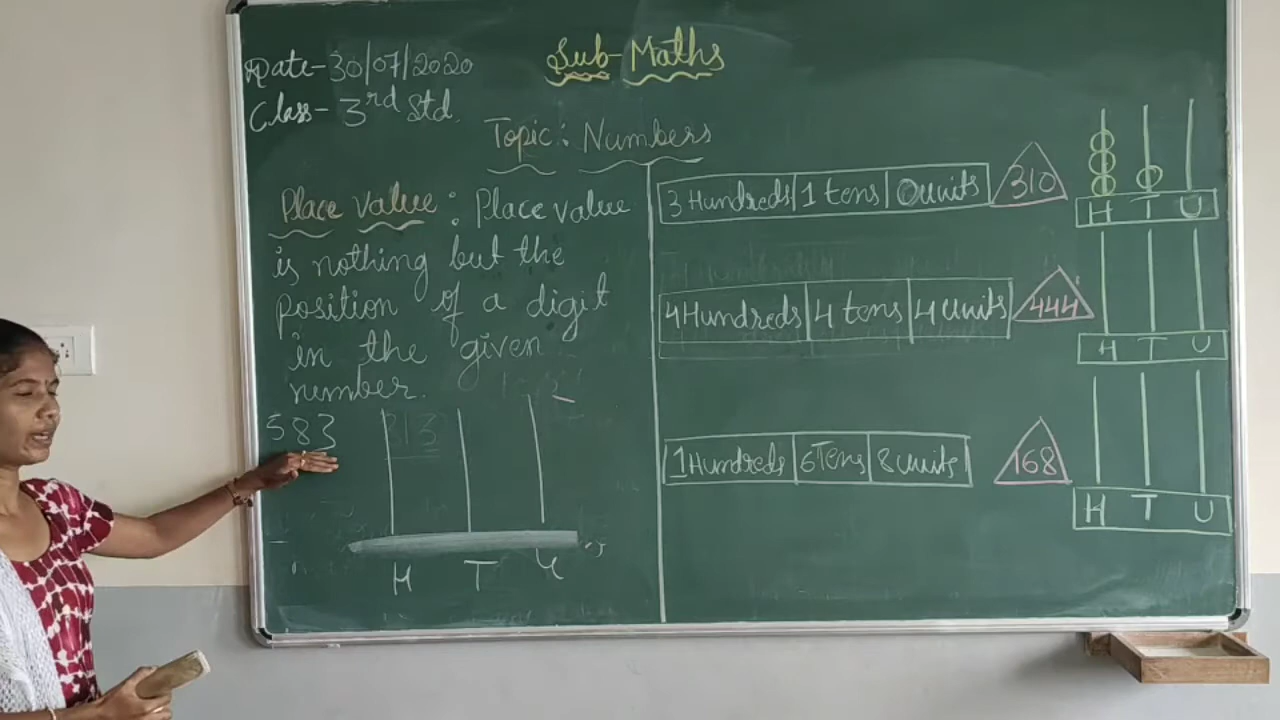 Date-30/07/2020
Sub-Maths
Class-3rd Std.
Topic: Numbers
Place value: Place value
is nothing but the
position of a digit
in the given
number.
583
H T U
3 Hundreds 1 tens 0 units 310
H T U
4 Hundreds 4 tens 4 units 444
H T U
1 Hundreds 6 Tens 8 units 168
H T U